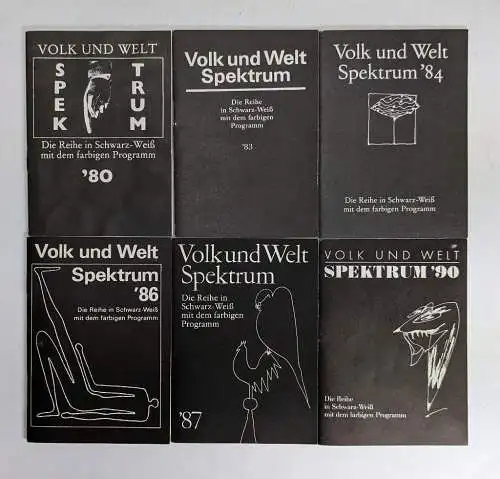 VOLK UND WELT
SPEK TRUM
Die Reihe in Schwarz-Weiß
mit dem farbigen Programm
'80
Volk und Welt
Spektrum
Die Reihe
in Schwarz-Weiß
mit dem farbigen
Programm
'83
Volk und Welt
Spektrum '84
Die Reihe in Schwarz-Weiß
mit dem farbigen Programm
Volk und Welt
Spektrum
'86
Die Reihe in Schwarz-Weiß
mit dem farbigen Programm
Volk und Welt
Spektrum
Die Reihe in
Schwarz-Weiß
mit dem farbigen
Programm
'87
VOLK UND WELT
SPEKTRUM '90
Die Reihe
in Schwarz-Weiß
mit dem farbigen Programm